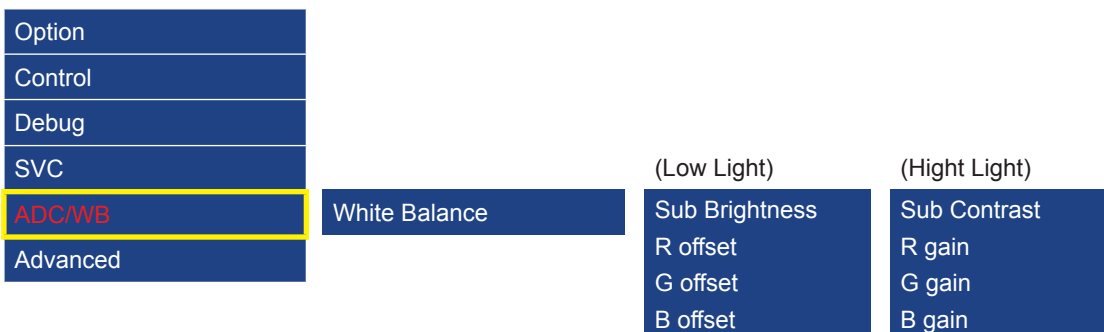 Option
Control
Debug
SVC
ADC/WB
Advanced
White Balance
(Low Light)
Sub Brightness
R offset
G offset
B offset
(Hight Light)
Sub Contrast
R gain
G gain
B gain